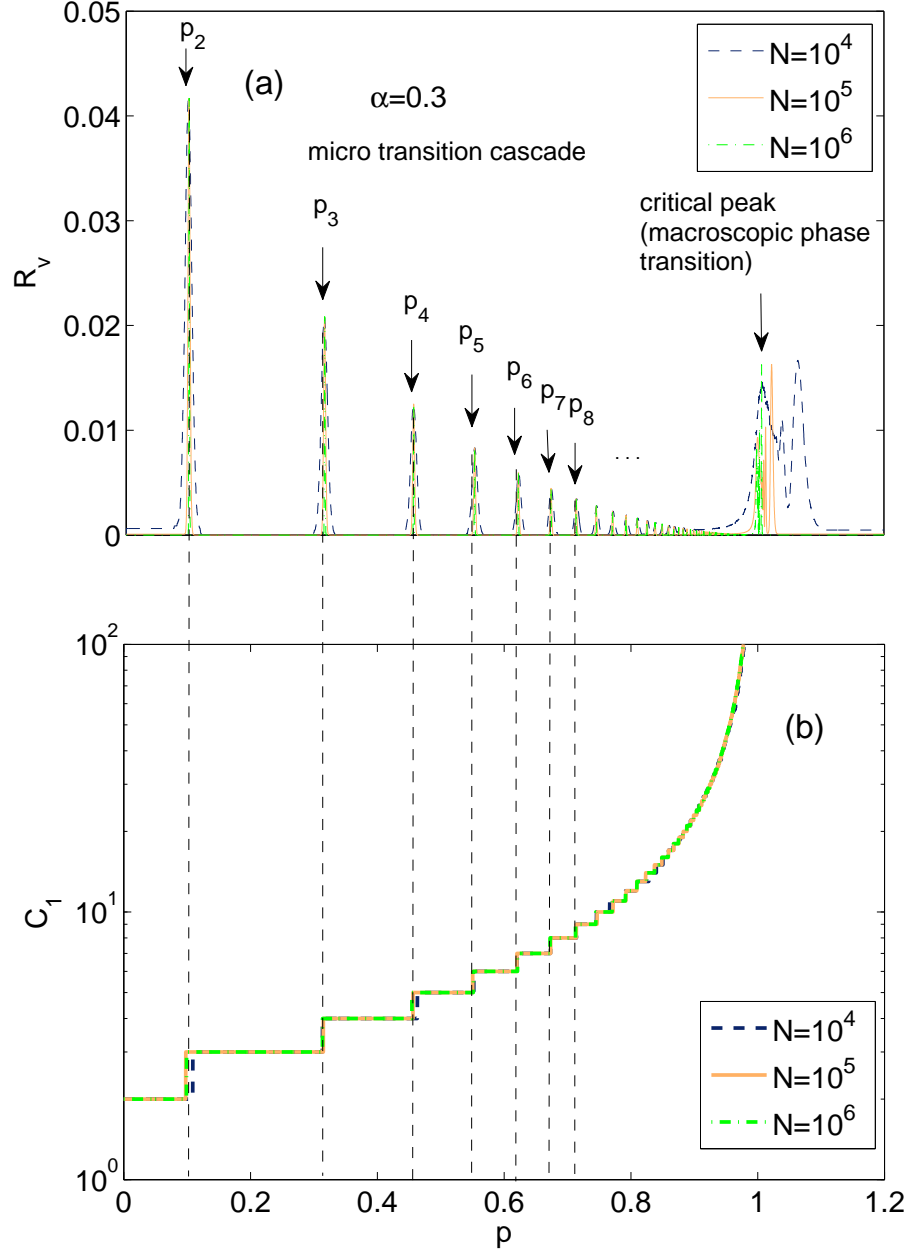 0.05
0.04
0.03
0.02
0.01
0
R_v
p_2
(a)
α=0.3
micro transition cascade
p_3
p_4
p_5
p_6
p_7
p_8
. . .
critical peak
(macroscopic phase
transition)
N=10^4
N=10^5
N=10^6
10^2
10^1
10^0
C_1
(b)
N=10^4
N=10^5
N=10^6
0
0.2
0.4
0.6
0.8
1
1.2
p